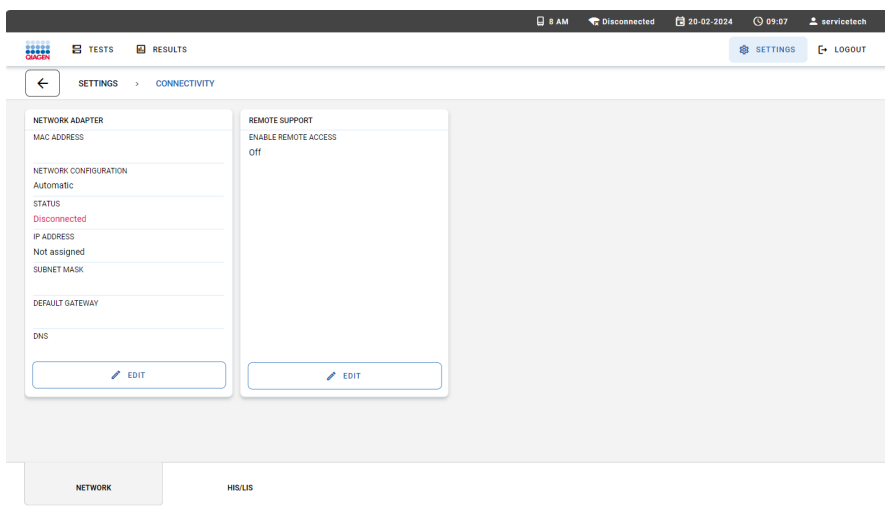 8 AM Disconnected 20-02-2024 09:07 servicetech
QIAGEN TESTS RESULTS SETTINGS LOGOUT
SETTINGS > CONNECTIVITY
NETWORK ADAPTER
MAC ADDRESS
NETWORK CONFIGURATION
Automatic
STATUS
Disconnected
IP ADDRESS
Not assigned
SUBNET MASK
DEFAULT GATEWAY
DNS
EDIT
REMOTE SUPPORT
ENABLE REMOTE ACCESS
Off
EDIT
NETWORK HIS/LIS